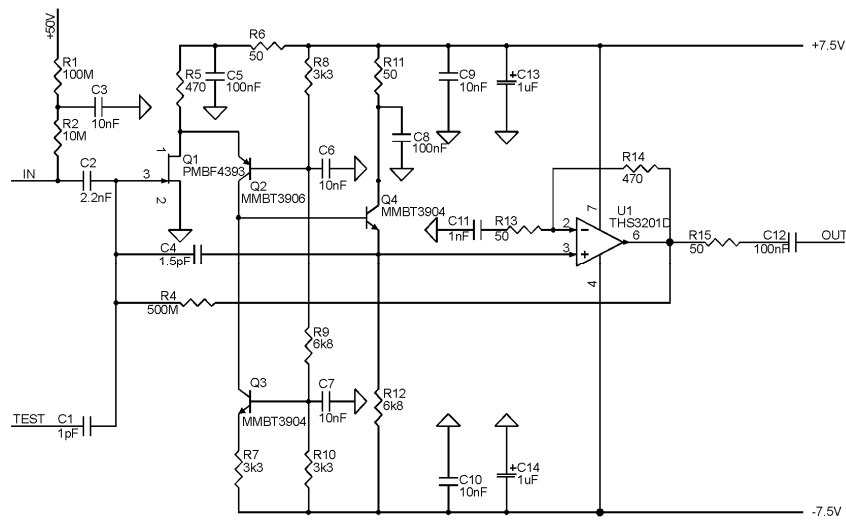 +50V
R1
100M
C3
10nF
R2
10M
IN
C2
2.2nF
R5
470
C5
100nF
R6
50
R8
3k3
R11
50
C9
10nF
+
C13
1uF
+7.5V
1
3
2
Q1
PMBF4393
Q2
MMBT3906
C6
10nF
C8
100nF
Q4
MMBT3904
C11
1nF
R13
50
R14
470
U1
THS3201D
7
2
3
6
4
R15
50
C12
100nF
OUT
C4
1.5pF
R4
500M
R9
6k8
Q3
MMBT3904
C7
10nF
R12
6k8
TEST
C1
1pF
R7
3k3
R10
3k3
C10
10nF
+
C14
1uF
-7.5V